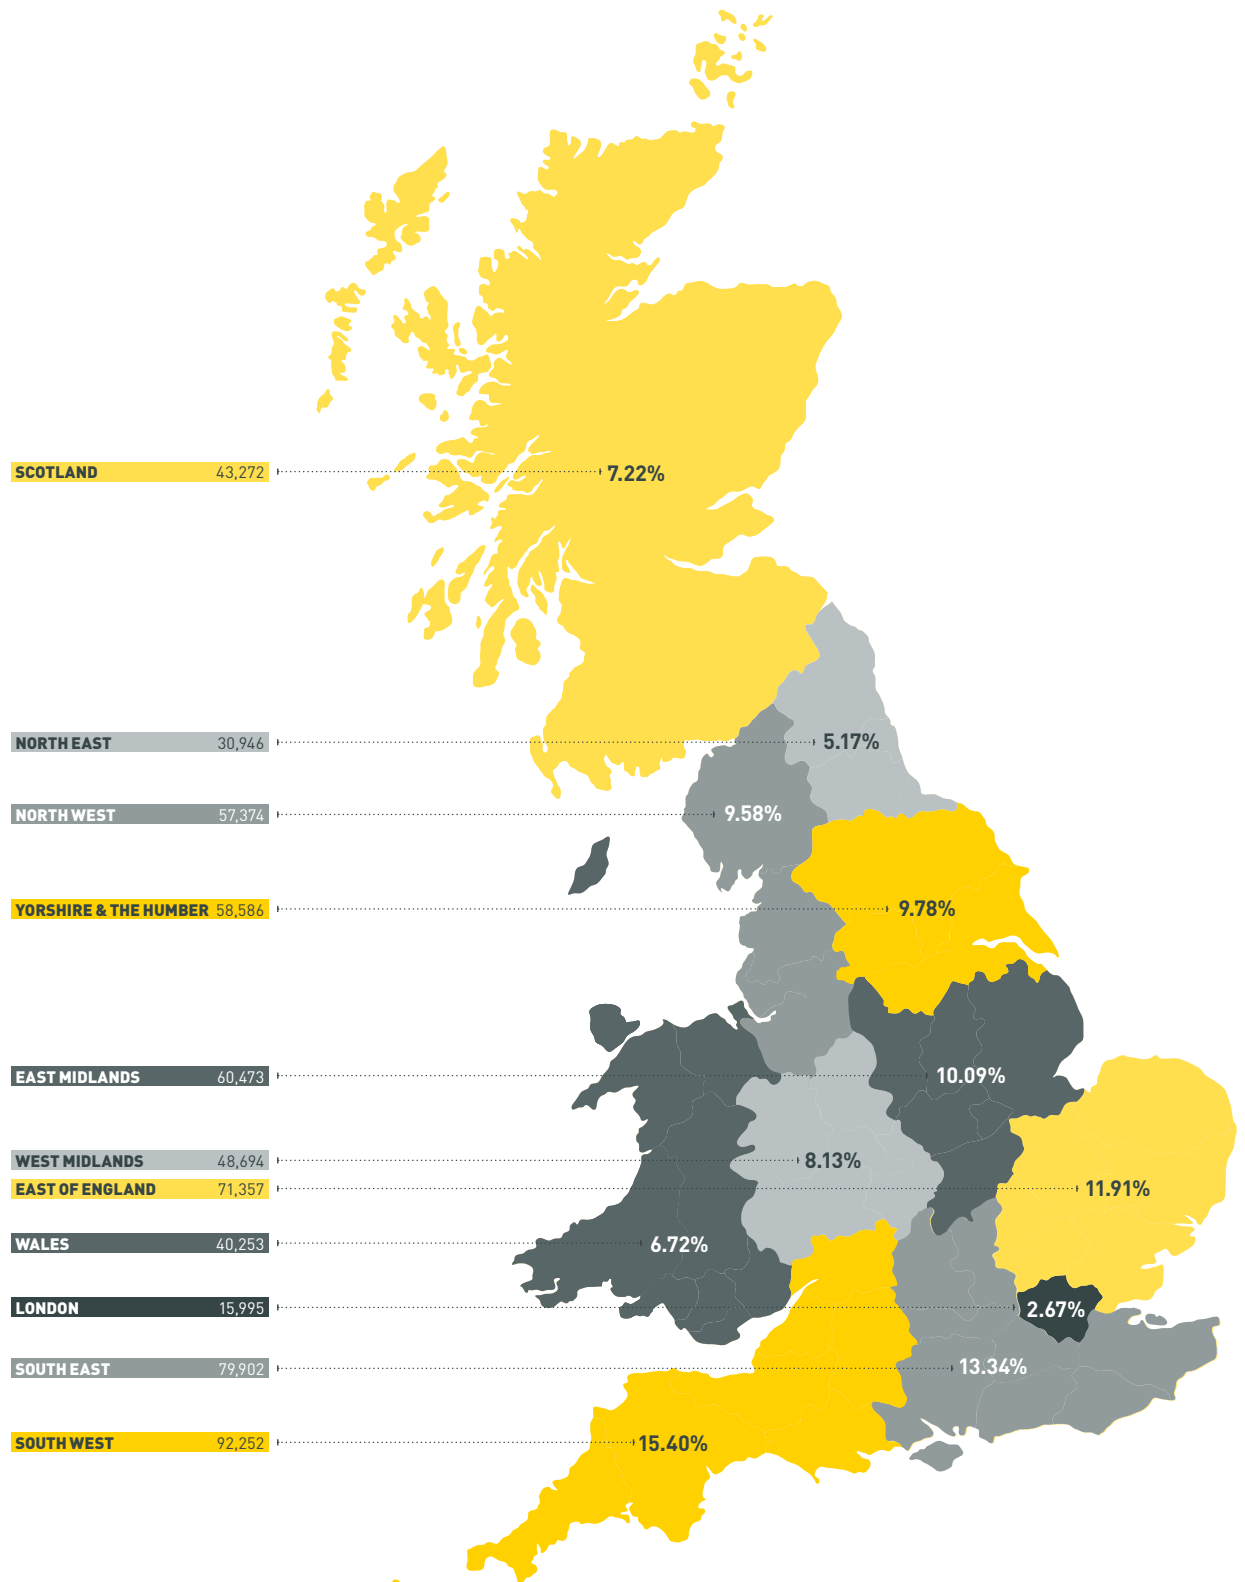 SCOTLAND 43,272 7.22%
NORTH EAST 30,946 5.17%
NORTH WEST 57,374 9.58%
YORSHIRE & THE HUMBER 58,586 9.78%
EAST MIDLANDS 60,473 10.09%
WEST MIDLANDS 48,694 8.13%
EAST OF ENGLAND 71,357 11.91%
WALES 40,253 6.72%
LONDON 15,995 2.67%
SOUTH EAST 79,902 13.34%
SOUTH WEST 92,252 15.40%